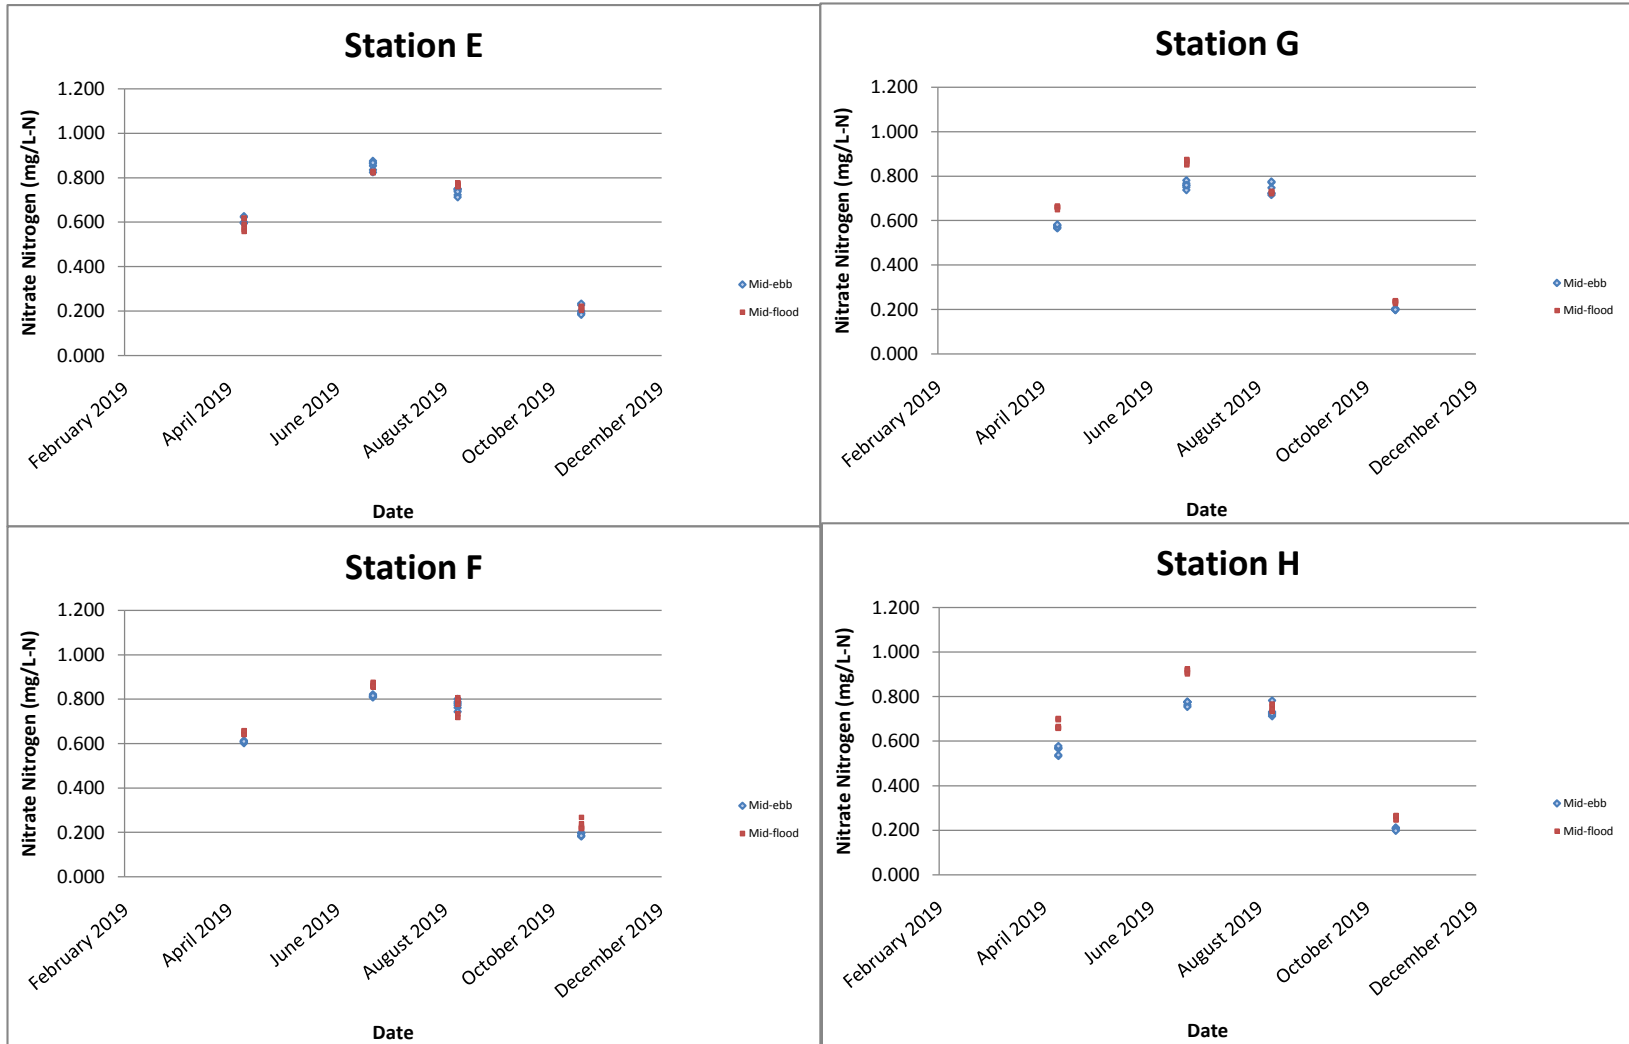 Station E
Nitrate Nitrogen (mg/L-N)
1.200
1.000
0.800
0.600
0.400
0.200
0.000
February 2019
April 2019
June 2019
August 2019
October 2019
December 2019
Date
Mid-ebb
Mid-flood
Station G
Nitrate Nitrogen (mg/L-N)
1.200
1.000
0.800
0.600
0.400
0.200
0.000
February 2019
April 2019
June 2019
August 2019
October 2019
December 2019
Date
Mid-ebb
Mid-flood
Station F
Nitrate Nitrogen (mg/L-N)
1.200
1.000
0.800
0.600
0.400
0.200
0.000
February 2019
April 2019
June 2019
August 2019
October 2019
December 2019
Date
Mid-ebb
Mid-flood
Station H
Nitrate Nitrogen (mg/L-N)
1.200
1.000
0.800
0.600
0.400
0.200
0.000
February 2019
April 2019
June 2019
August 2019
October 2019
December 2019
Date
Mid-ebb
Mid-flood